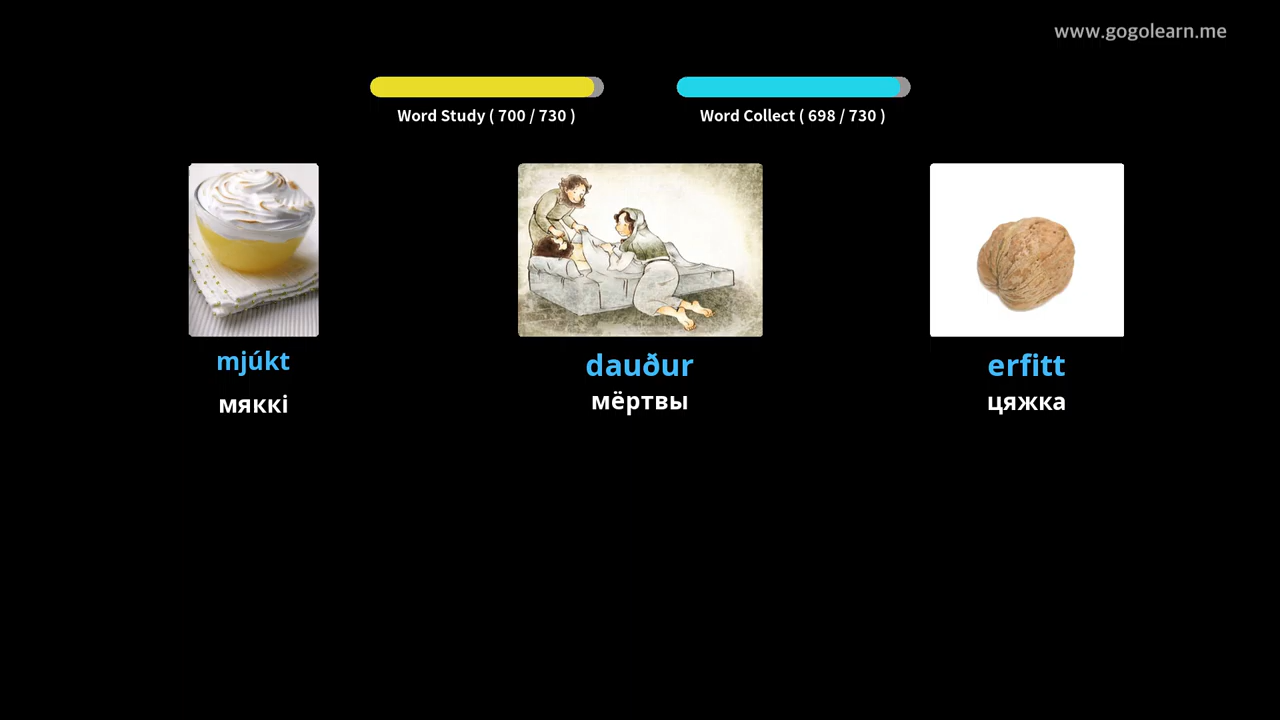 www.gogolearn.me
Word Study ( 700 / 730 )
Word Collect ( 698 / 730 )
mjúkt
мяккі
dauður
мёртвы
erfitt
цяжка